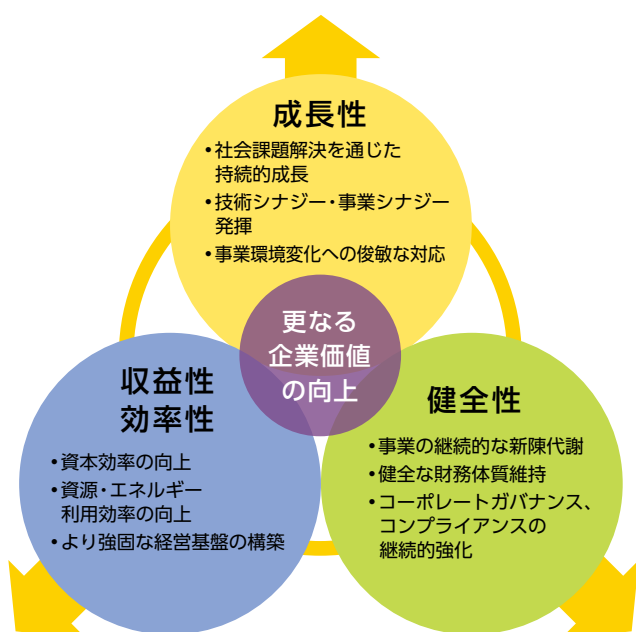 成長性
•社会課題解決を通じた
持続的成長
•技術シナジー・事業シナジー
発揮
•事業環境変化への俊敏な対応
更なる
企業価値
の向上
収益性
効率性
•資本効率の向上
•資源・エネルギー
利用効率の向上
•より強固な経営基盤の構築
健全性
•事業の継続的な新陳代謝
•健全な財務体質維持
•コーポレートガバナンス、
コンプライアンスの
継続的強化